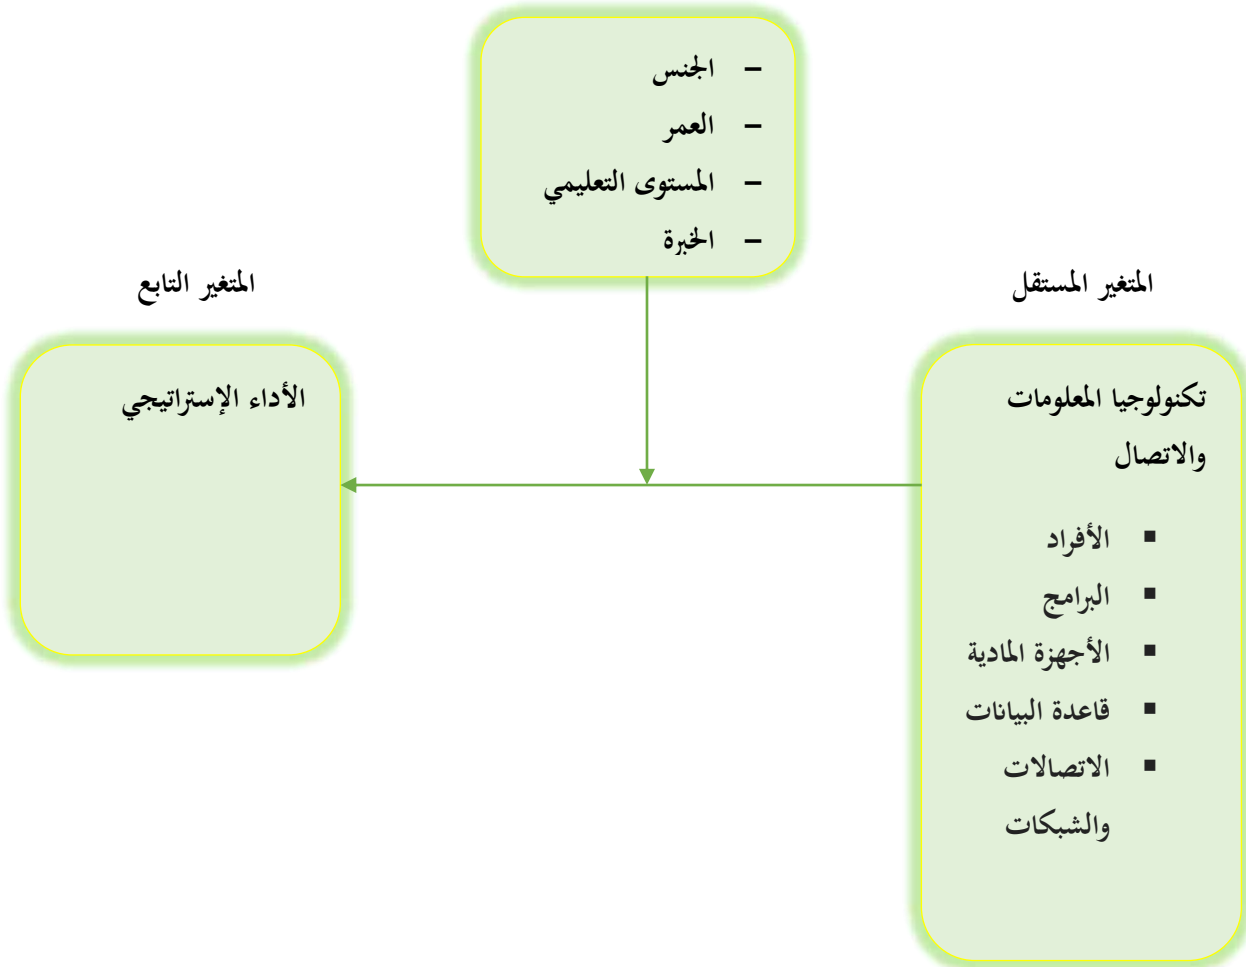 – الجنس
– العمر
– المستوى التعليمي
– الخبرة
المتغير المستقل
المتغير التابع
تكنولوجيا المعلومات
والاتصال
▪ الأفراد
▪ البرامج
▪ الأجهزة المادية
▪ قاعدة البيانات
▪ الاتصالات
والشبكات
الأداء الإستراتيجي